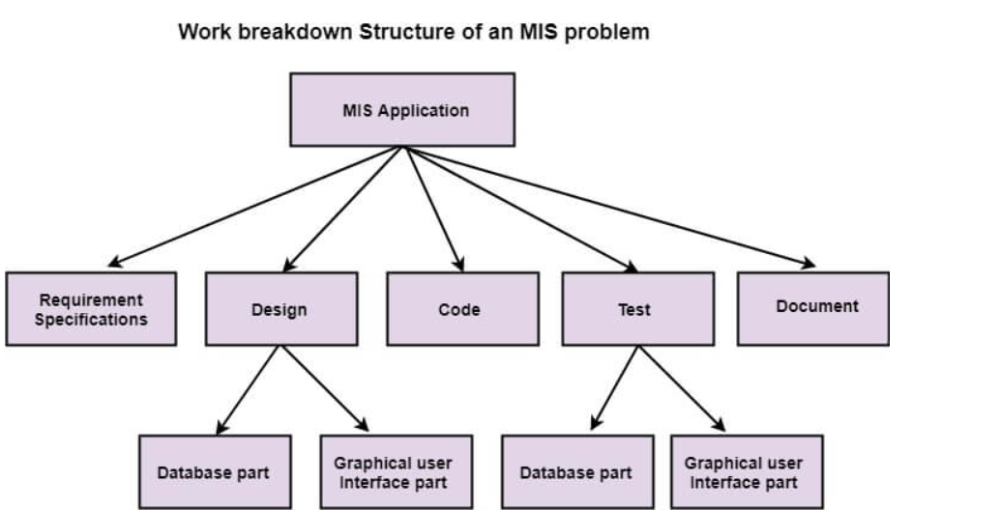 Work breakdown Structure of an MIS problem
MIS Application
Requirement
Specifications
Design
Code
Test
Document
Database part
Graphical user
Interface part
Database part
Graphical user
Interface part